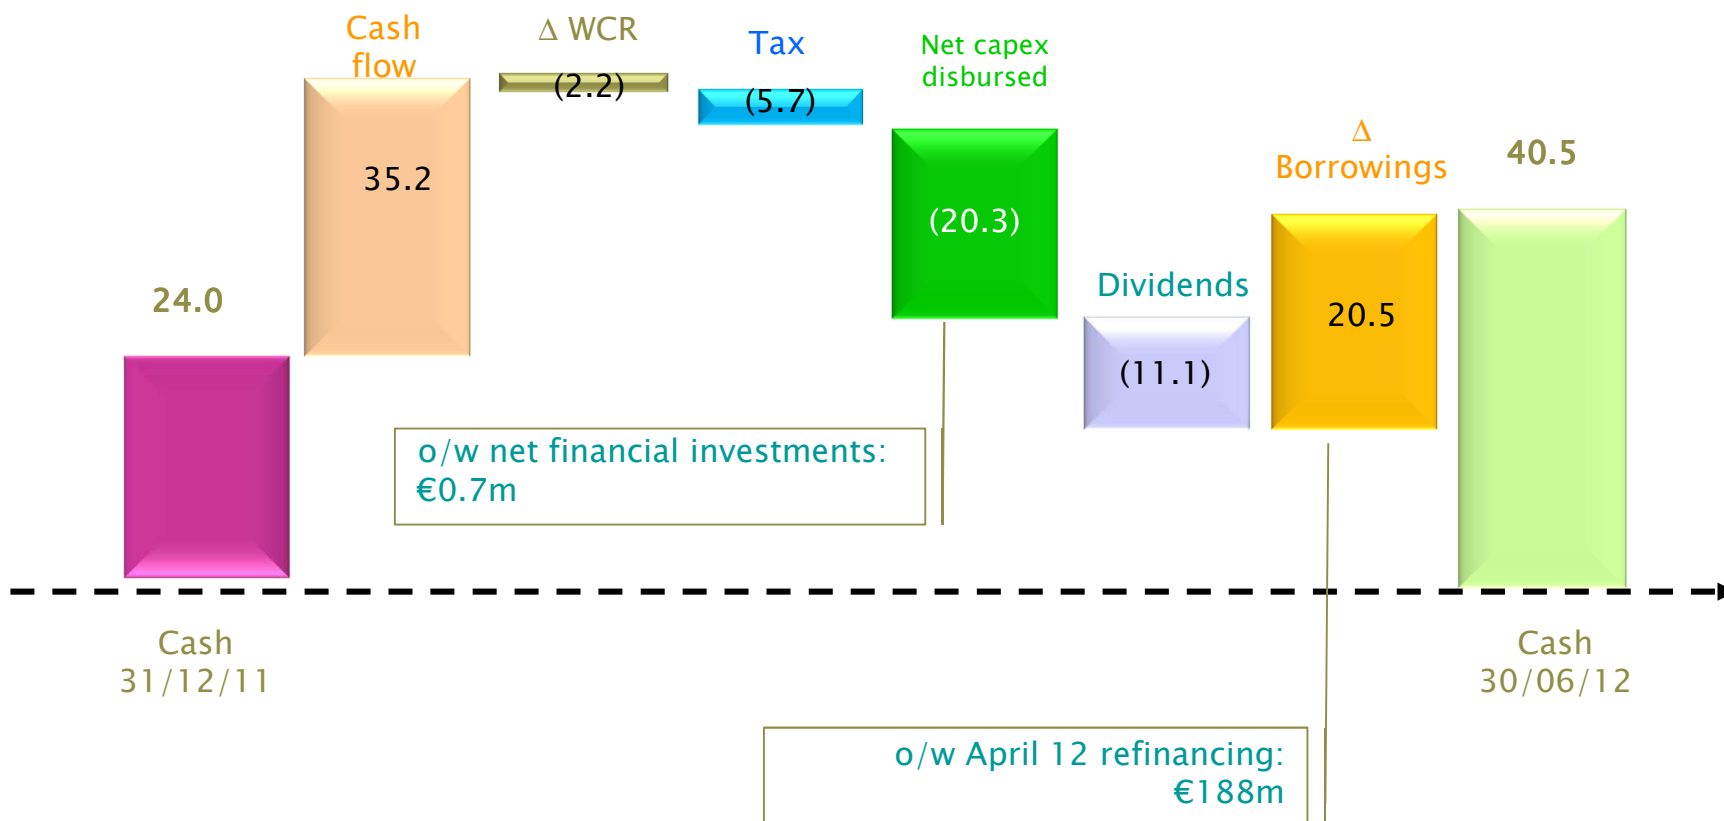 Cash
flow
Δ WCR
Tax
Net capex
disbursed
Δ
Borrowings
40.5
(2.2)
(5.7)
35.2
(20.3)
24.0
Dividends
20.5
(11.1)
o/w net financial investments:
€0.7m
Cash
31/12/11
Cash
30/06/12
o/w April 12 refinancing:
€188m